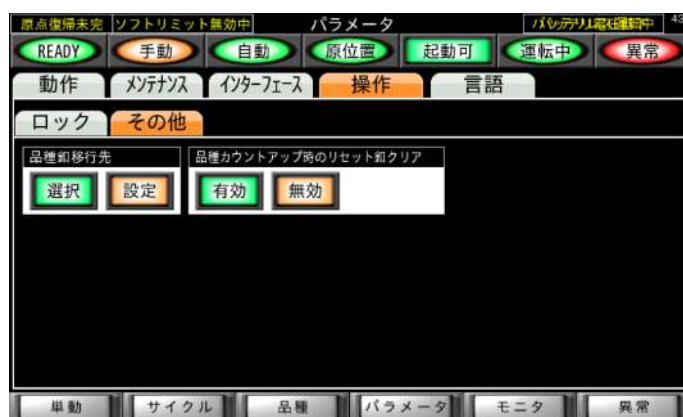 原点復帰未完 ソフトリミット無効中 パラメータ 43
READY 手動 自動 原位置 起動可 運転中 異常
動作 メンテナンス インターフェース 操作 言語
ロック その他
品種釦移行先 品種カウントアップ時のリセット釦クリア
選択 設定 有効 無効
単動 サイクル 品種 パラメータ モニタ 異常